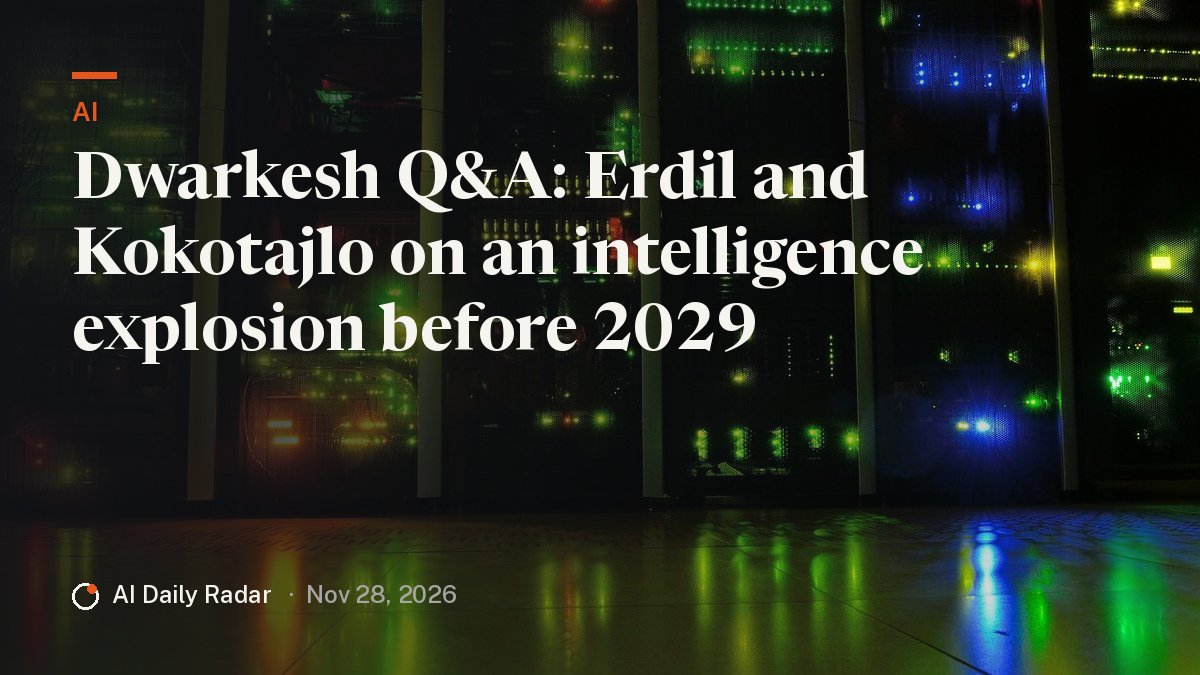 AI
Dwarkesh Q&A: Erdil and
Kokotajlo on an intelligence
explosion before 2029
AI Daily Radar · Nov 28, 2026